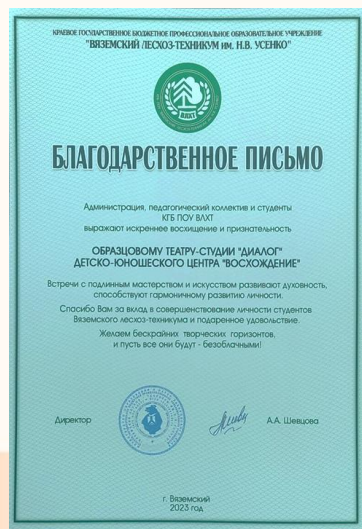 КРАЕВОЕ ГОСУДАРСТВЕННОЕ БЮДЖЕТНОЕ ПРОФЕССИОНАЛЬНОЕ ОБРАЗОВАТЕЛЬНОЕ УЧРЕЖДЕНИЕ
"ВЯЗЕМСКИЙ ЛЕСХОЗ-ТЕХНИКУМ им. Н.В. УСЕНКО"
ВЛХТ
БЛАГОДАРСТВЕННОЕ ПИСЬМО
Администрация, педагогический коллектив и студенты
КГБ ПОУ ВЛХТ
выражают искреннее восхищение и признательность
ОБРАЗЦОВОМУ ТЕАТРУ-СТУДИИ "ДИАЛОГ"
ДЕТСКО-ЮНОШЕСКОГО ЦЕНТРА "ВОСХОЖДЕНИЕ"
Встречи с подлинным мастерством и искусством развивают духовность,
способствуют гармоничному развитию личности.
Спасибо Вам за вклад в совершенствование личности студентов
Вяземского лесхоз-техникума и подаренное удовольствие.
Желаем бескрайних творческих горизонтов,
и пусть все они будут - безоблачными!
Директор
А.А. Шевцова
г. Вяземский
2023 год